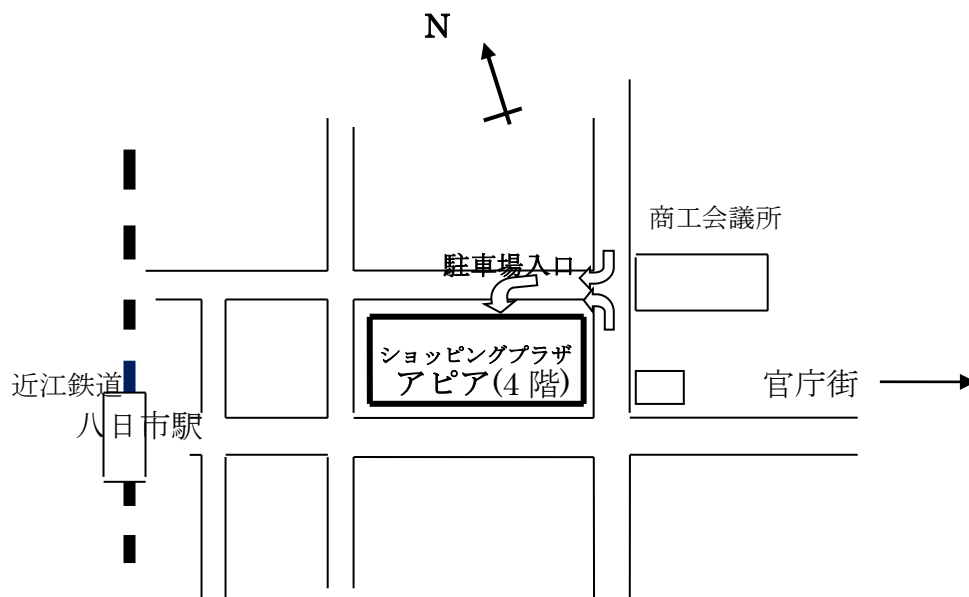 N
商工会議所
駐車場入口
ショッピングプラザ
アピア(4 階)
近江鉄道
八日市駅
官庁街